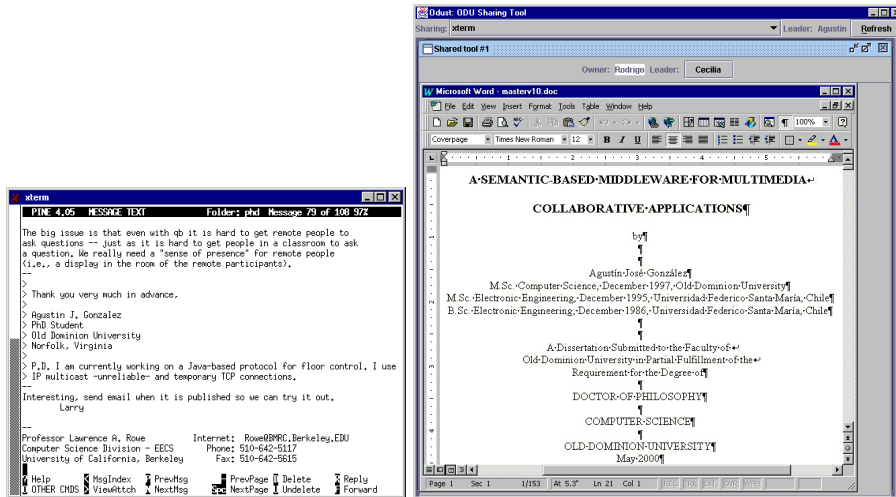 xterm
PINE 4.05 MESSAGE TEXT Folder: phd Message 79 of 108 97%
The big issue is that even with qb it is hard to get remote people to
ask questions -- just as it is hard to get people in a classroom to ask
a question. We really need a "sense of presence" for remote people
(i.e., a display in the room of the remote participants).
--
>
> Thank you very much in advance,
>
> Agustin J. Gonzalez
> PhD Student
> Old Dominion University
> Norfolk, Virginia
>
> P.D. I am currently working on a Java-based protocol for floor control. I use
> IP multicast -unreliable- and temporary TCP connections.
--
Interesting, send email when it is published so we can try it out.
Larry
--
Professor Lawrence A. Rowe Internet: Rowe@BMRC.Berkeley.EDU
Computer Science Division - EECS Phone: 510-642-5117
University of California, Berkeley Fax: 510-642-5615
? Help MsgIndex PrevMsg PrevPage Delete Reply
OTHER CMDS ViewAttch NextMsg Spc NextPage Undelete Forward
Odust: ODU Sharing Tool
Sharing: xterm Leader: Agustin Refresh
Shared tool #1
Owner: Rodrigo Leader: Cecilia
Microsoft Word - masterv10.doc
File Edit View Insert Format Tools Table Window Help
100%
Coverpage Times New Roman 12 B I U
1 2 3 4 5
A·SEMANTIC-BASED·MIDDLEWARE·FOR·MULTIMEDIA↵
COLLABORATIVE·APPLICATIONS¶
by¶
¶
¶
Agustín·José·González¶
M.Sc.·Computer·Science,·December·1997,·Old·Dominion·University¶
M.Sc.·Electronic·Engineering,·December·1995,·Universidad·Federico·Santa·María,·Chile¶
B.Sc.·Electronic·Engineering,·December·1986,·Universidad·Federico·Santa·María,·Chile¶
¶
¶
A·Dissertation·Submitted·to·the·Faculty·of·↵
Old·Dominion·University·in·Partial·Fulfillment·of·the·↵
Requirement·for·the·Degree·of¶
¶
DOCTOR·OF·PHILOSOPHY¶
¶
COMPUTER·SCIENCE¶
¶
OLD·DOMINION·UNIVERSITY¶
May·2000¶
Page 1 Sec 1 1/153 At 5.3" Ln 21 Col 1 REC TRK EXT OVR WPH